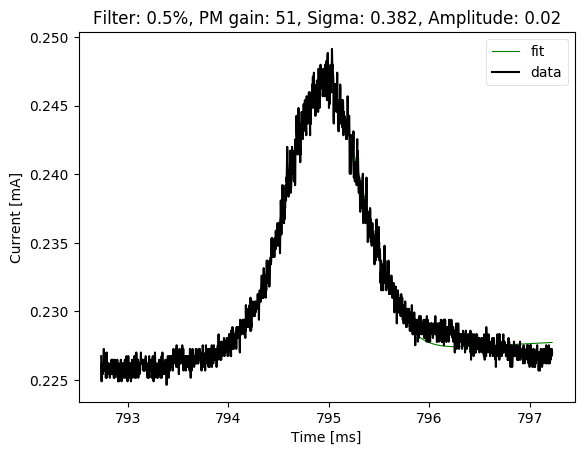 Filter: 0.5%, PM gain: 51, Sigma: 0.382, Amplitude: 0.02
fit
data
0.250
0.245
0.240
0.235
0.230
0.225
Current [mA]
793
794
795
796
797
Time [ms]